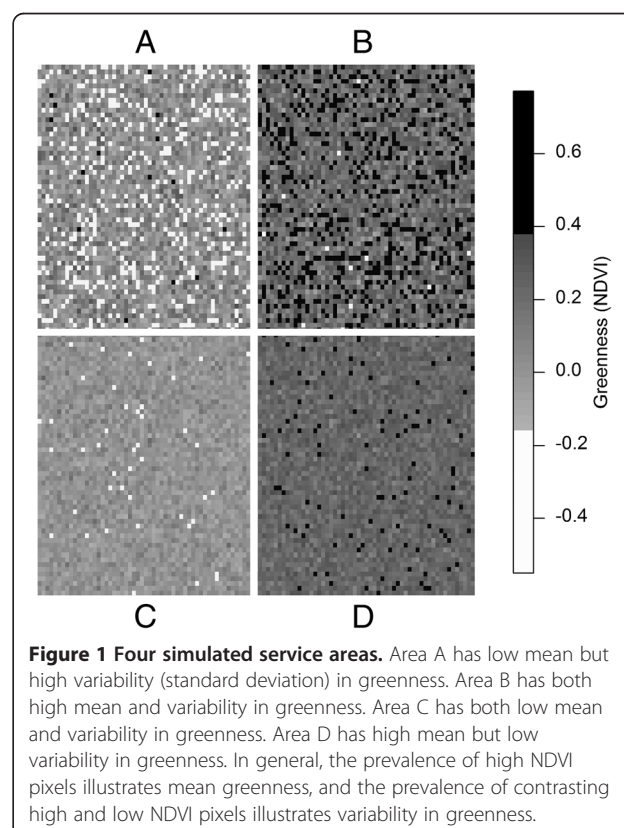 A
B
0.6
0.4
0.2
0.0
-0.2
-0.4
Greenness (NDVI)
C
D
Figure 1 Four simulated service areas. Area A has low mean but
high variability (standard deviation) in greenness. Area B has both
high mean and variability in greenness. Area C has both low mean
and variability in greenness. Area D has high mean but low
variability in greenness. In general, the prevalence of high NDVI
pixels illustrates mean greenness, and the prevalence of contrasting
high and low NDVI pixels illustrates variability in greenness.